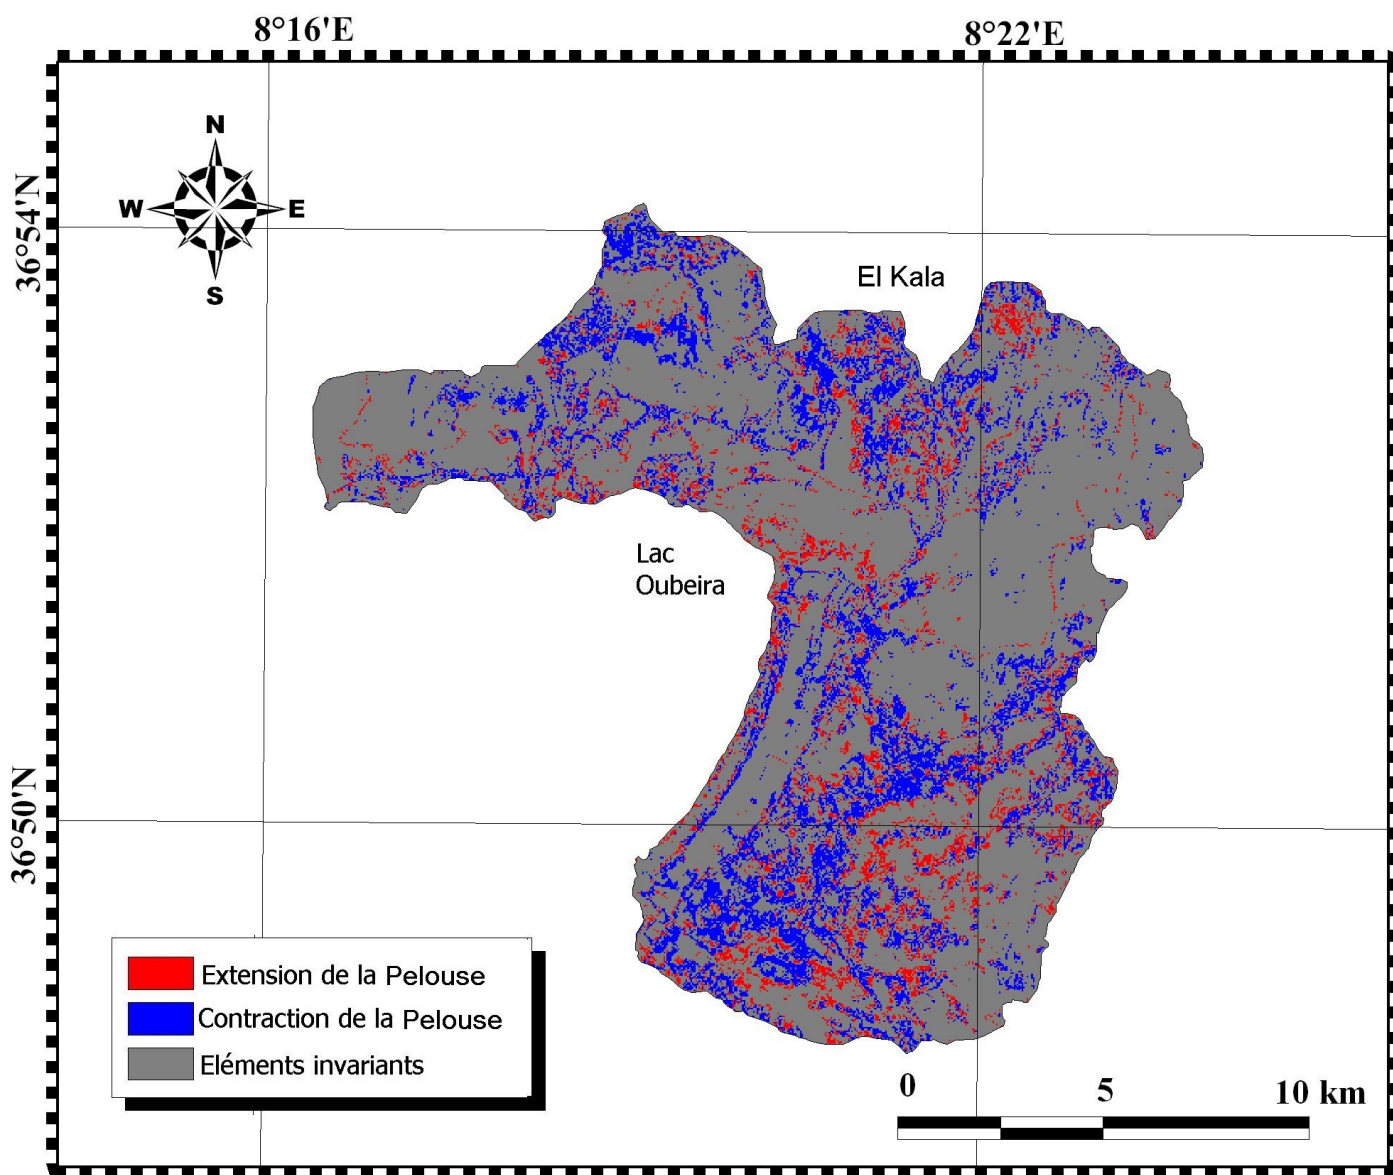 8°16'E
8°22'E
N
W
E
S
36°54'N
El Kala
Lac
Oubeira
36°50'N
Extension de la Pelouse
Contraction de la Pelouse
Eléments invariants
0
5
10 km